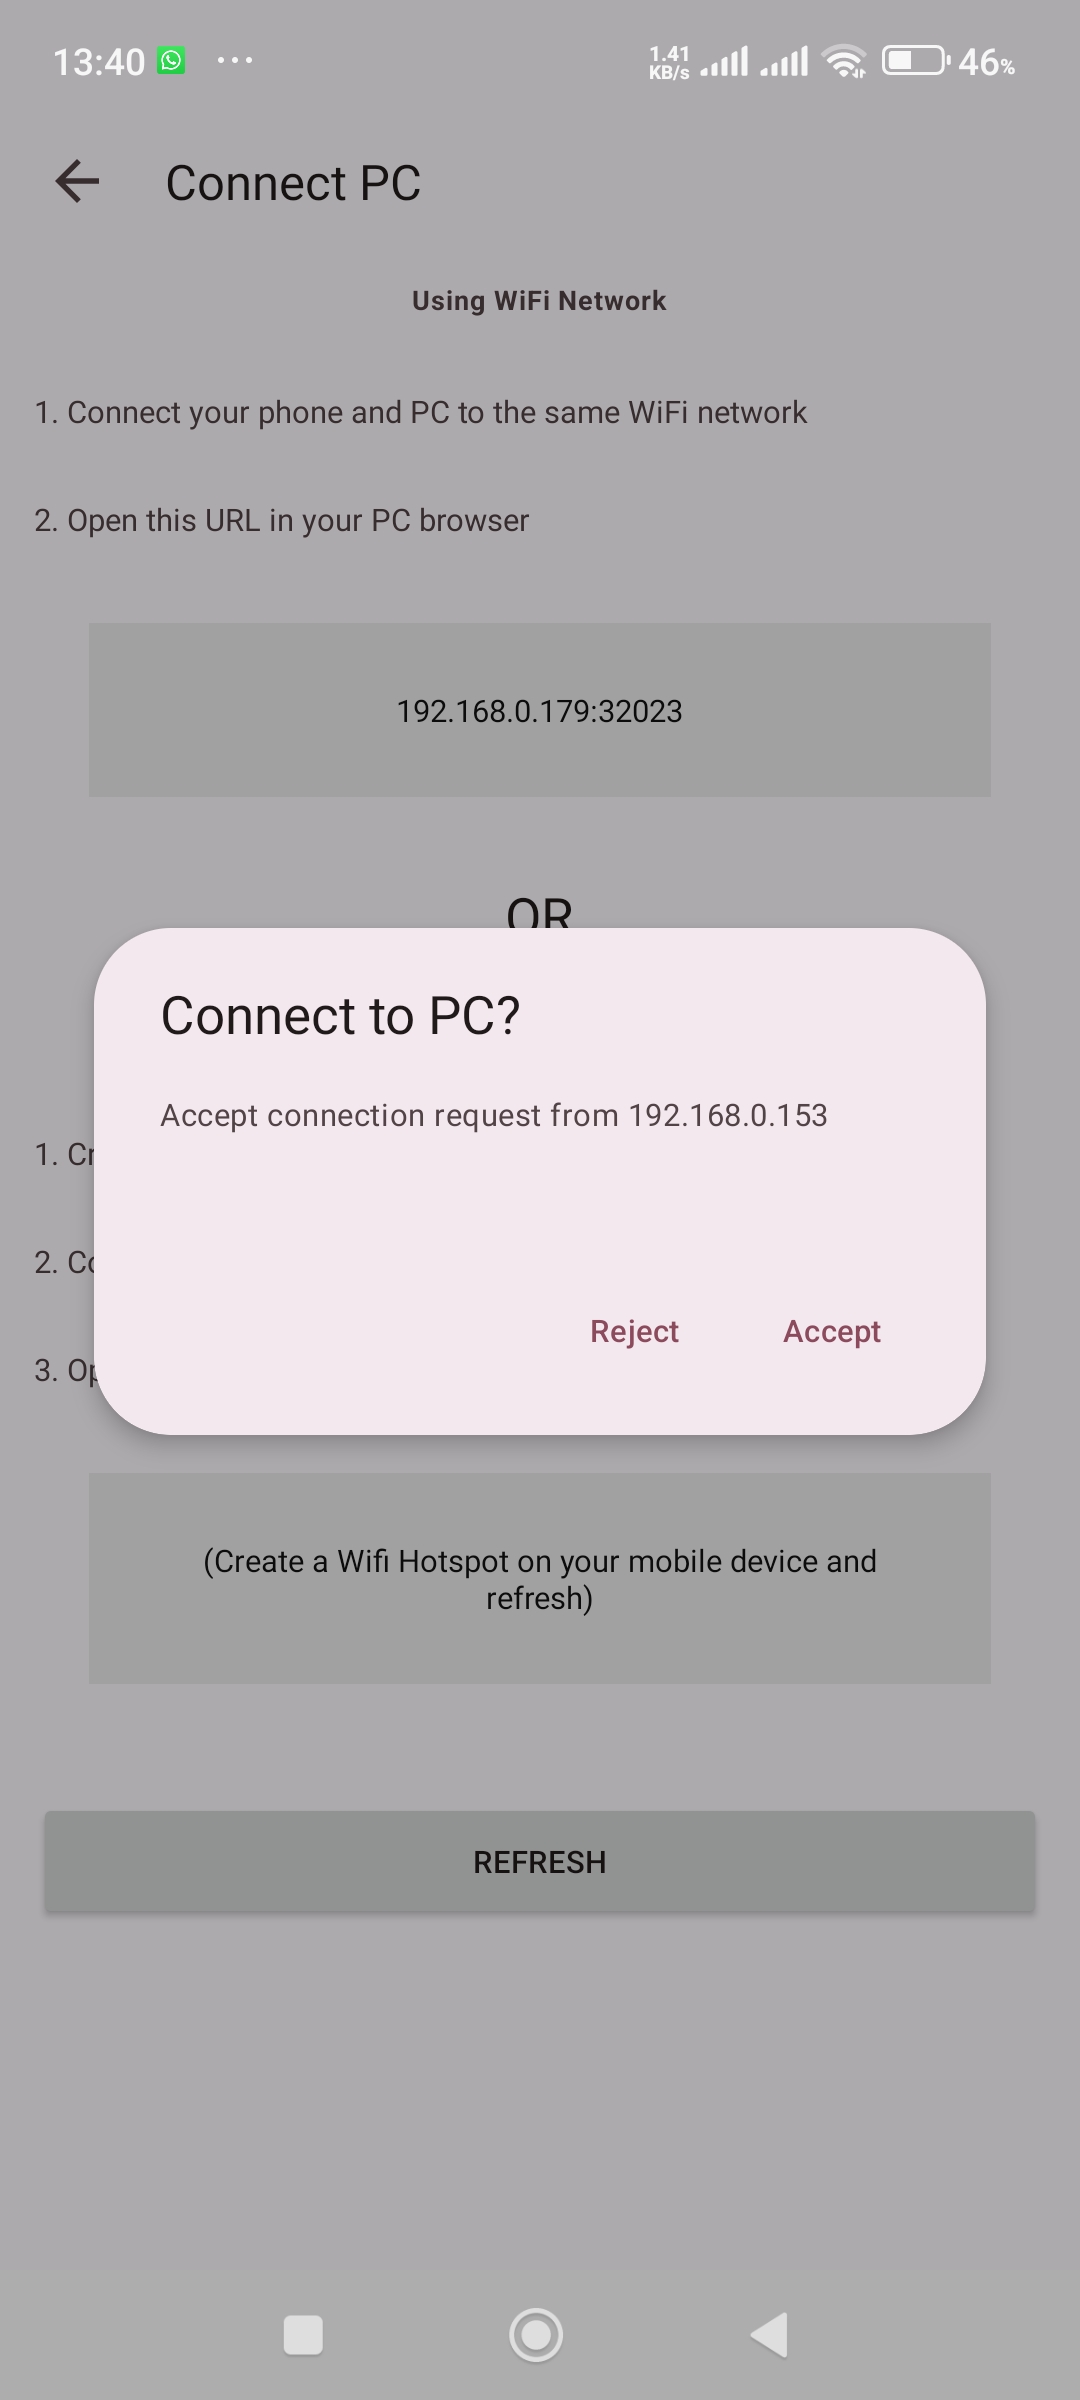 13:40
1.41
KB/s
46%
Connect PC
Using WiFi Network
1. Connect your phone and PC to the same WiFi network
2. Open this URL in your PC browser
192.168.0.179:32023
OR
Connect to PC?
Accept connection request from 192.168.0.153
1. Cr
2. Co
Reject Accept
3. Op
(Create a Wifi Hotspot on your mobile device and
refresh)
REFRESH